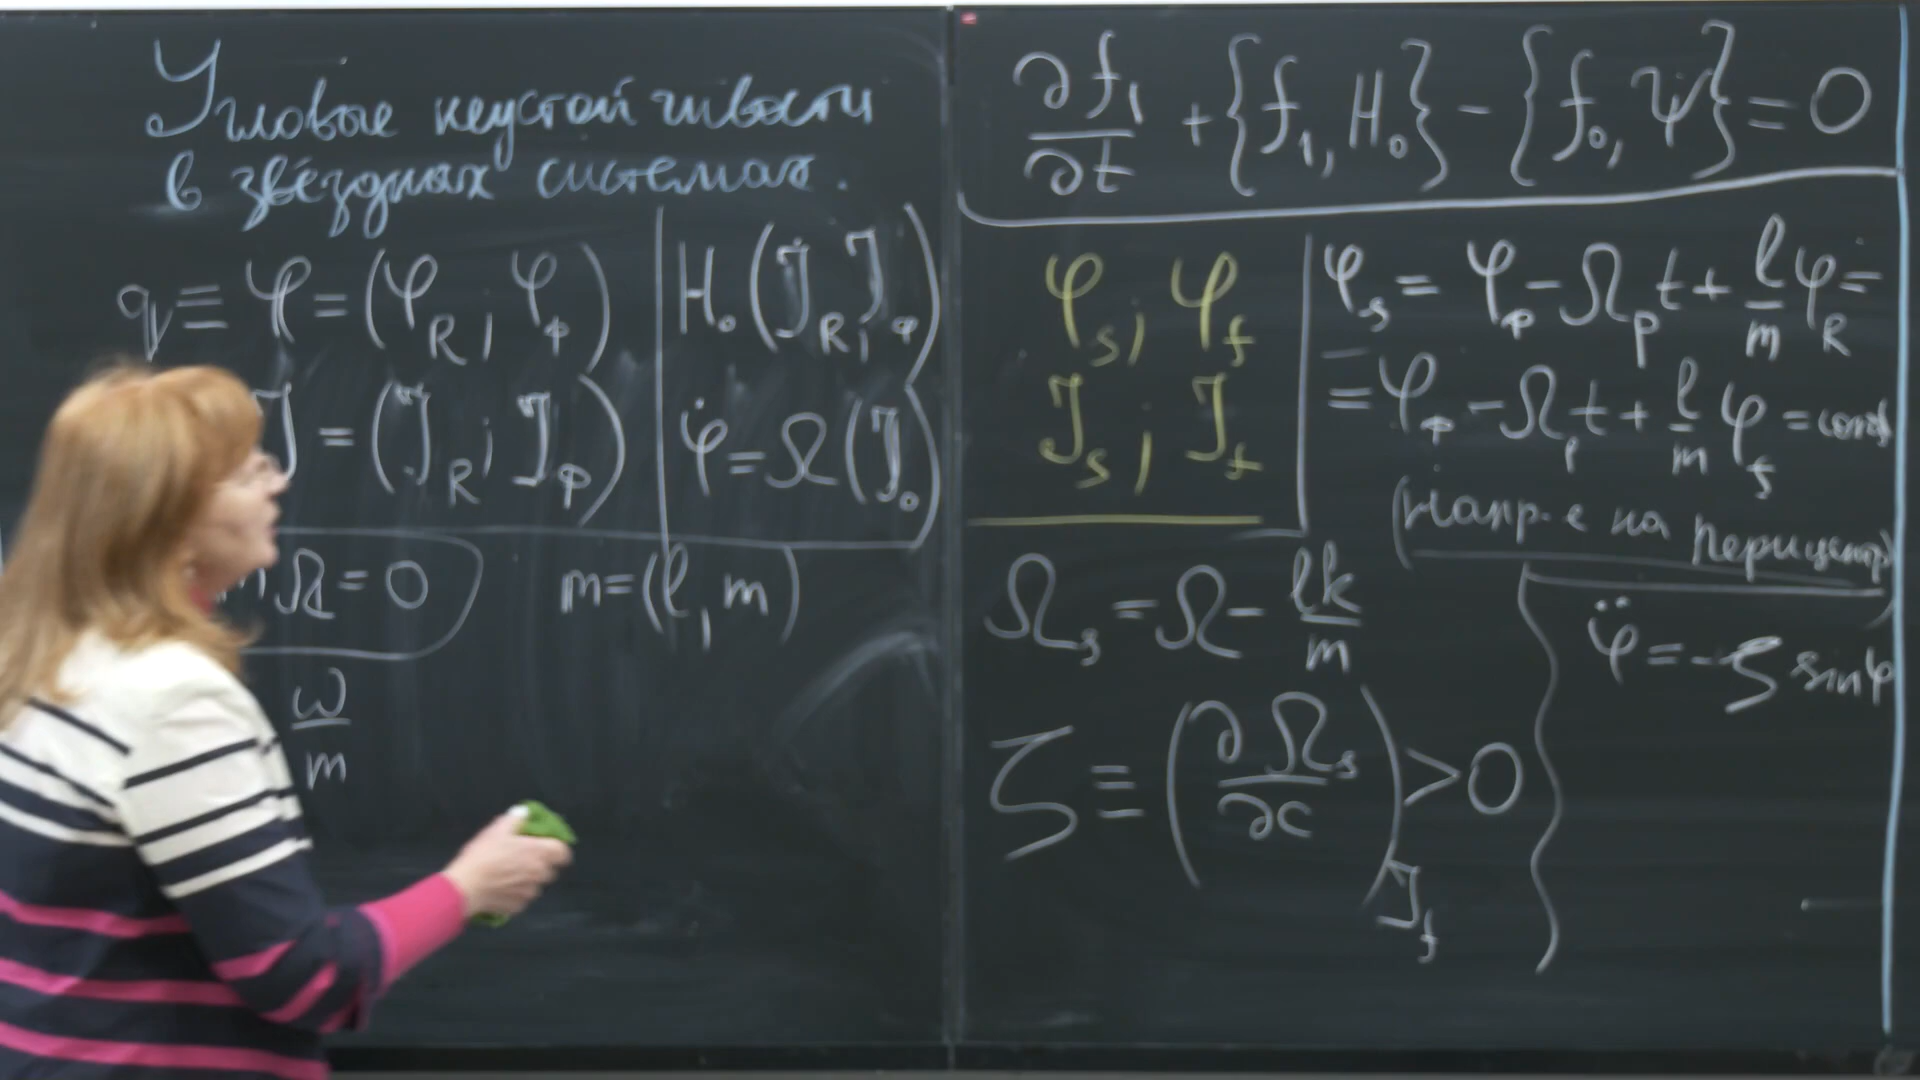 Угловые неустойчивости
в звёздных системах.
q ≡ φ = (φ_R, φ_φ)
J = (J_R; J_φ)
H₀(J_R; J_φ)
φ̇ = Ω(J₀)
Ω = 0
m = (l, m)
ω/m
∂f₁/∂t + {f₁, H₀} − {f₀, ψ} = 0
φ_s; φ_f
J_s; J_f
φ_s = φ_φ − Ω_p t + l/m φ_R =
= φ_φ − Ω_p t + l/m φ_f = const
(Напр-е на перицентр)
Ω_s = Ω − lk/m
ζ ≡ (∂Ω_s/∂c)_{J_f} > 0
φ̈ = −ζ sinφ